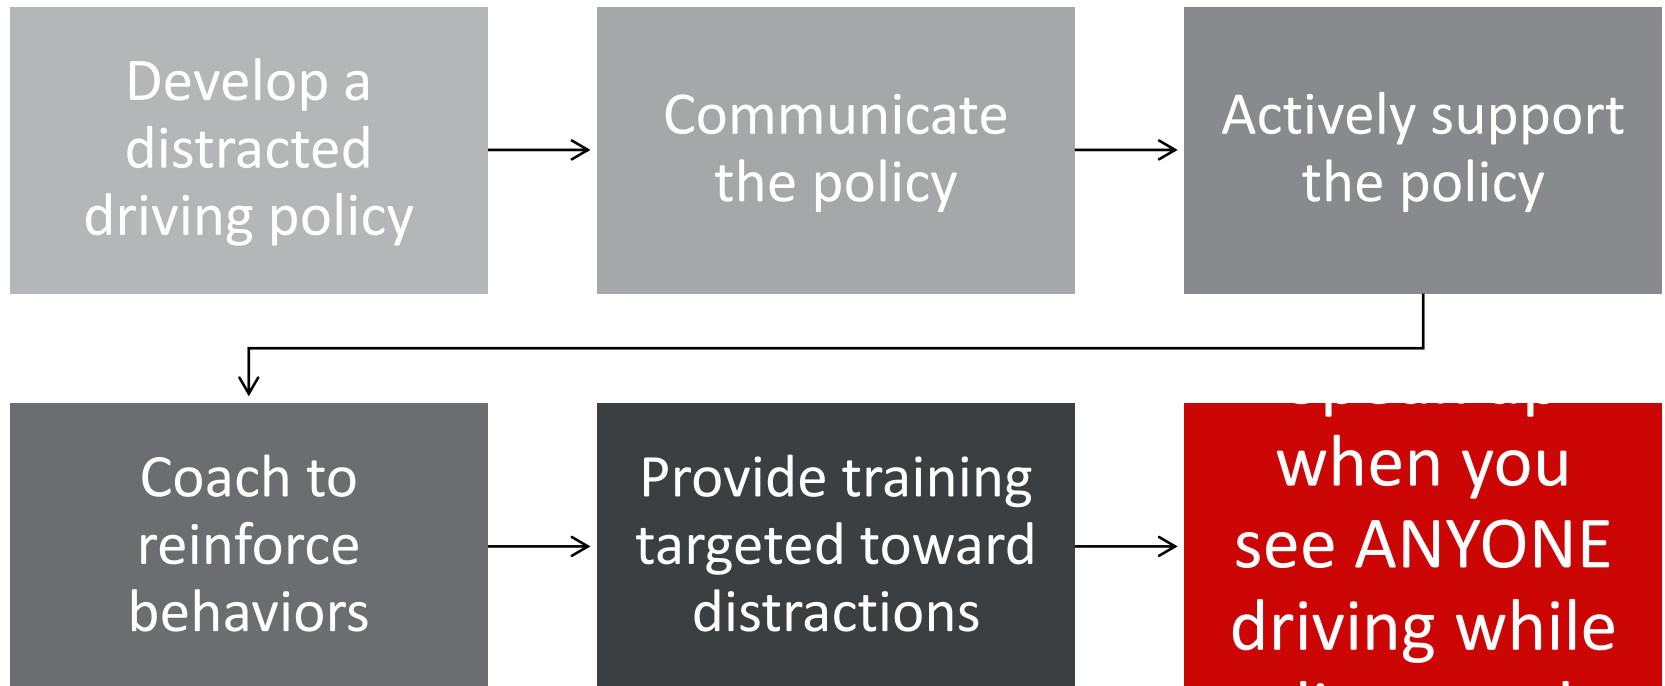 Develop a
distracted
driving policy
Communicate
the policy
Actively support
the policy
Coach to
reinforce
behaviors
Provide training
targeted toward
distractions
when you
see ANYONE
driving while